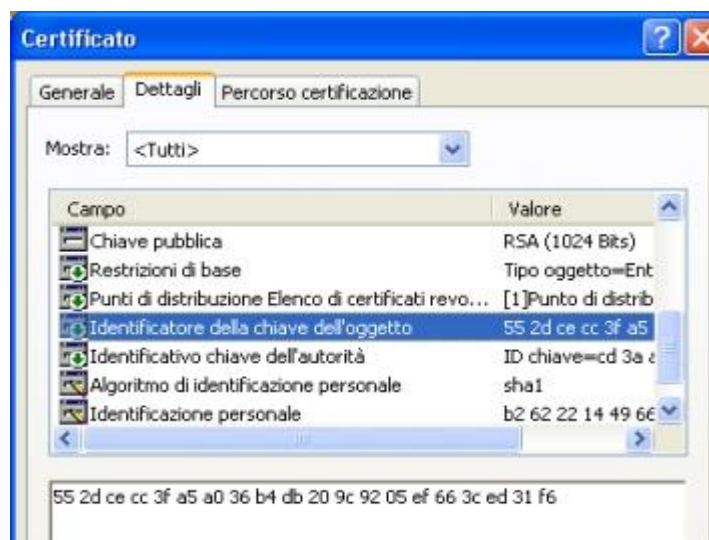 Certificato
Generale Dettagli Percorso certificazione
Mostra: <Tutti>
Campo Valore
Chiave pubblica RSA (1024 Bits)
Restrizioni di base Tipo oggetto=Ent
Punti di distribuzione Elenco di certificati revo... [1]Punto di distrib
Identificatore della chiave dell'oggetto 55 2d ce cc 3f a5
Identificativo chiave dell'autorità ID chiave=cd 3a a
Algoritmo di identificazione personale sha1
Identificazione personale b2 62 22 14 49 66
55 2d ce cc 3f a5 a0 36 b4 db 20 9c 92 05 ef 66 3c ed 31 f6